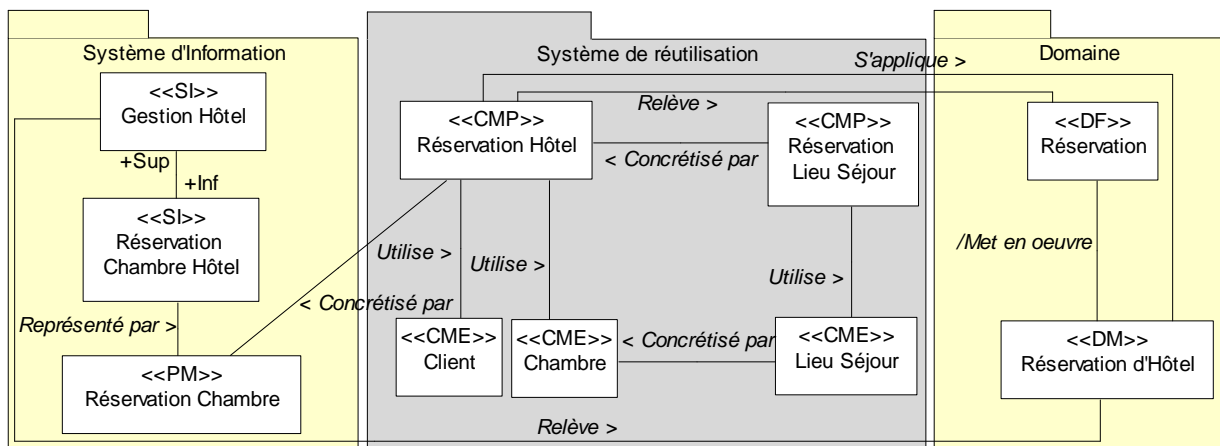 Système d'Information
<<SI>>
Gestion Hôtel
+Sup
+Inf
<<SI>>
Réservation
Chambre Hôtel
Représenté par >
<<PM>>
Réservation Chambre
Système de réutilisation
S'applique >
Relève >
<<CMP>>
Réservation Hôtel
<<CMP>>
Réservation
Lieu Séjour
< Concrétisé par
Utilise >
Utilise >
Utilise >
< Concrétisé par
<<CME>>
Client
<<CME>>
Chambre
< Concrétisé par
<<CME>>
Lieu Séjour
Domaine
<<DF>>
Réservation
/Met en oeuvre
<<DM>>
Réservation d'Hôtel
Relève >